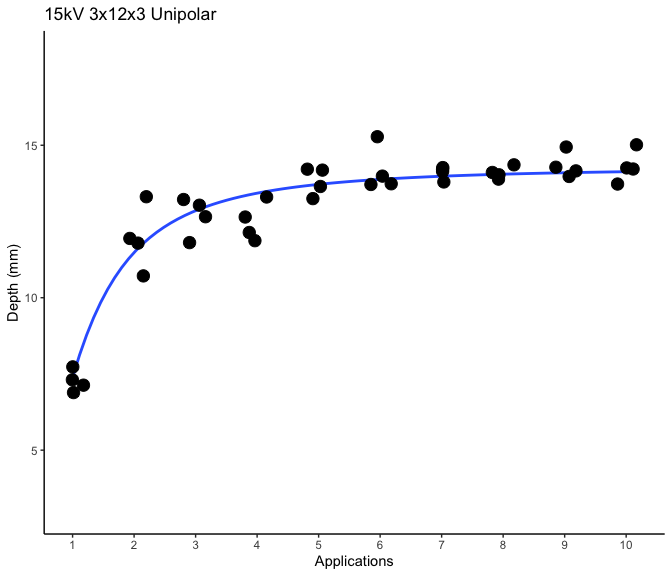 15kV 3x12x3 Unipolar
15
10
5
Depth (mm)
1 2 3 4 5 6 7 8 9 10
Applications